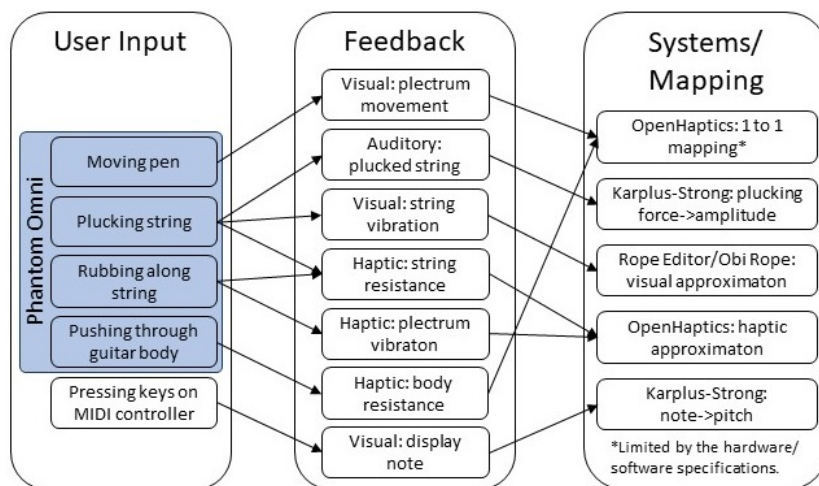 User Input
Phantom Omni
Moving pen
Plucking string
Rubbing along
string
Pushing through
guitar body
Pressing keys on
MIDI controller
Feedback
Visual: plectrum
movement
Auditory:
plucked string
Visual: string
vibration
Haptic: string
resistance
Haptic: plectrum
vibraton
Haptic: body
resistance
Visual: display
note
Systems/
Mapping
OpenHaptics: 1 to 1
mapping*
Karplus-Strong: plucking
force->amplitude
Rope Editor/Obi Rope:
visual approximaton
OpenHaptics: haptic
approximaton
Karplus-Strong:
note->pitch
*Limited by the hardware/
software specifications.